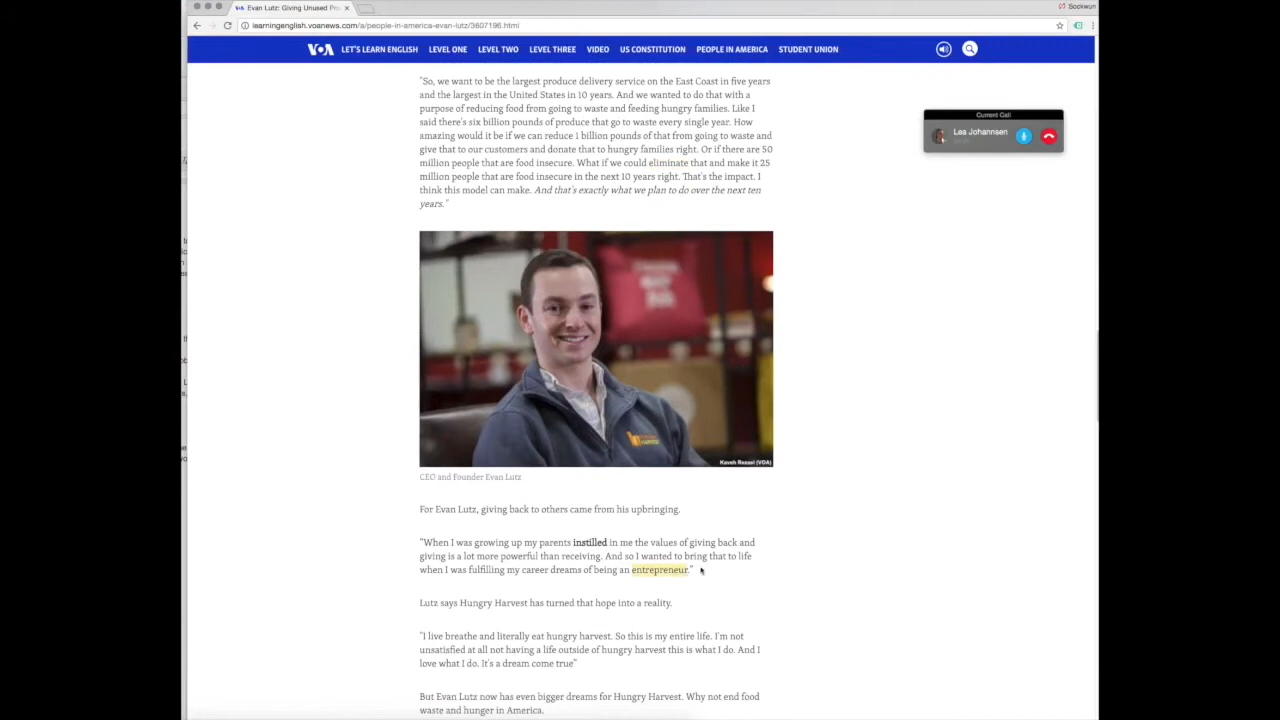 Evan Lutz: Giving Unused Pro
Sockwun
learningenglish.voanews.com/a/people-in-america-evan-lutz/3607196.html
VOA LET'S LEARN ENGLISH LEVEL ONE LEVEL TWO LEVEL THREE VIDEO US CONSTITUTION PEOPLE IN AMERICA STUDENT UNION
"So, we want to be the largest produce delivery service on the East Coast in five years
and the largest in the United States in 10 years. And we wanted to do that with a
purpose of reducing food from going to waste and feeding hungry families. Like I
said there's six billion pounds of produce that go to waste every single year. How
amazing would it be if we can reduce 1 billion pounds of that from going to waste and
give that to our customers and donate that to hungry families right. Or if there are 50
million people that are food insecure. What if we could eliminate that and make it 25
million people that are food insecure in the next 10 years right. That's the impact. I
think this model can make. And that's exactly what we plan to do over the next ten
years."
Current Call
Lea Johannsen
CEO and Founder Evan Lutz
For Evan Lutz, giving back to others came from his upbringing.
"When I was growing up my parents instilled in me the values of giving back and
giving is a lot more powerful than receiving. And so I wanted to bring that to life
when I was fulfilling my career dreams of being an entrepreneur."
Lutz says Hungry Harvest has turned that hope into a reality.
"I live breathe and literally eat hungry harvest. So this is my entire life. I'm not
unsatisfied at all not having a life outside of hungry harvest this is what I do. And I
love what I do. It's a dream come true"
But Evan Lutz now has even bigger dreams for Hungry Harvest. Why not end food
waste and hunger in America.